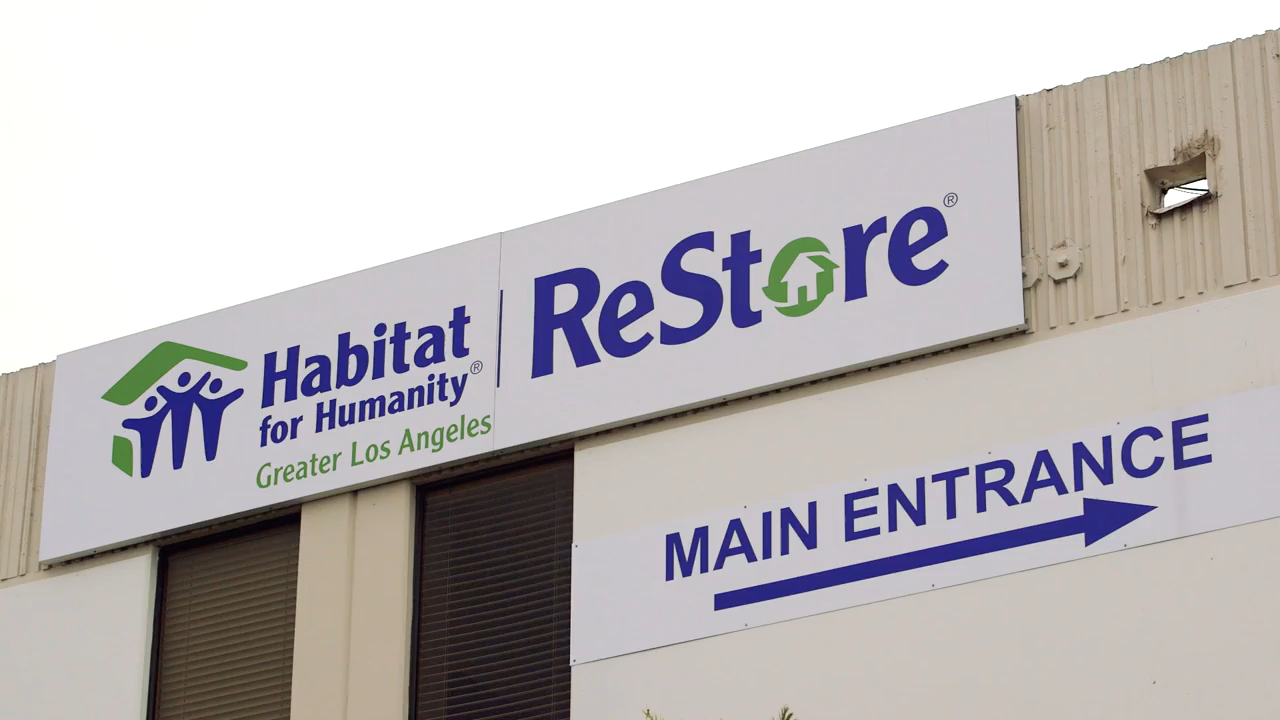 Habitat
for Humanity®
Greater Los Angeles
ReStore®
MAIN ENTRANCE